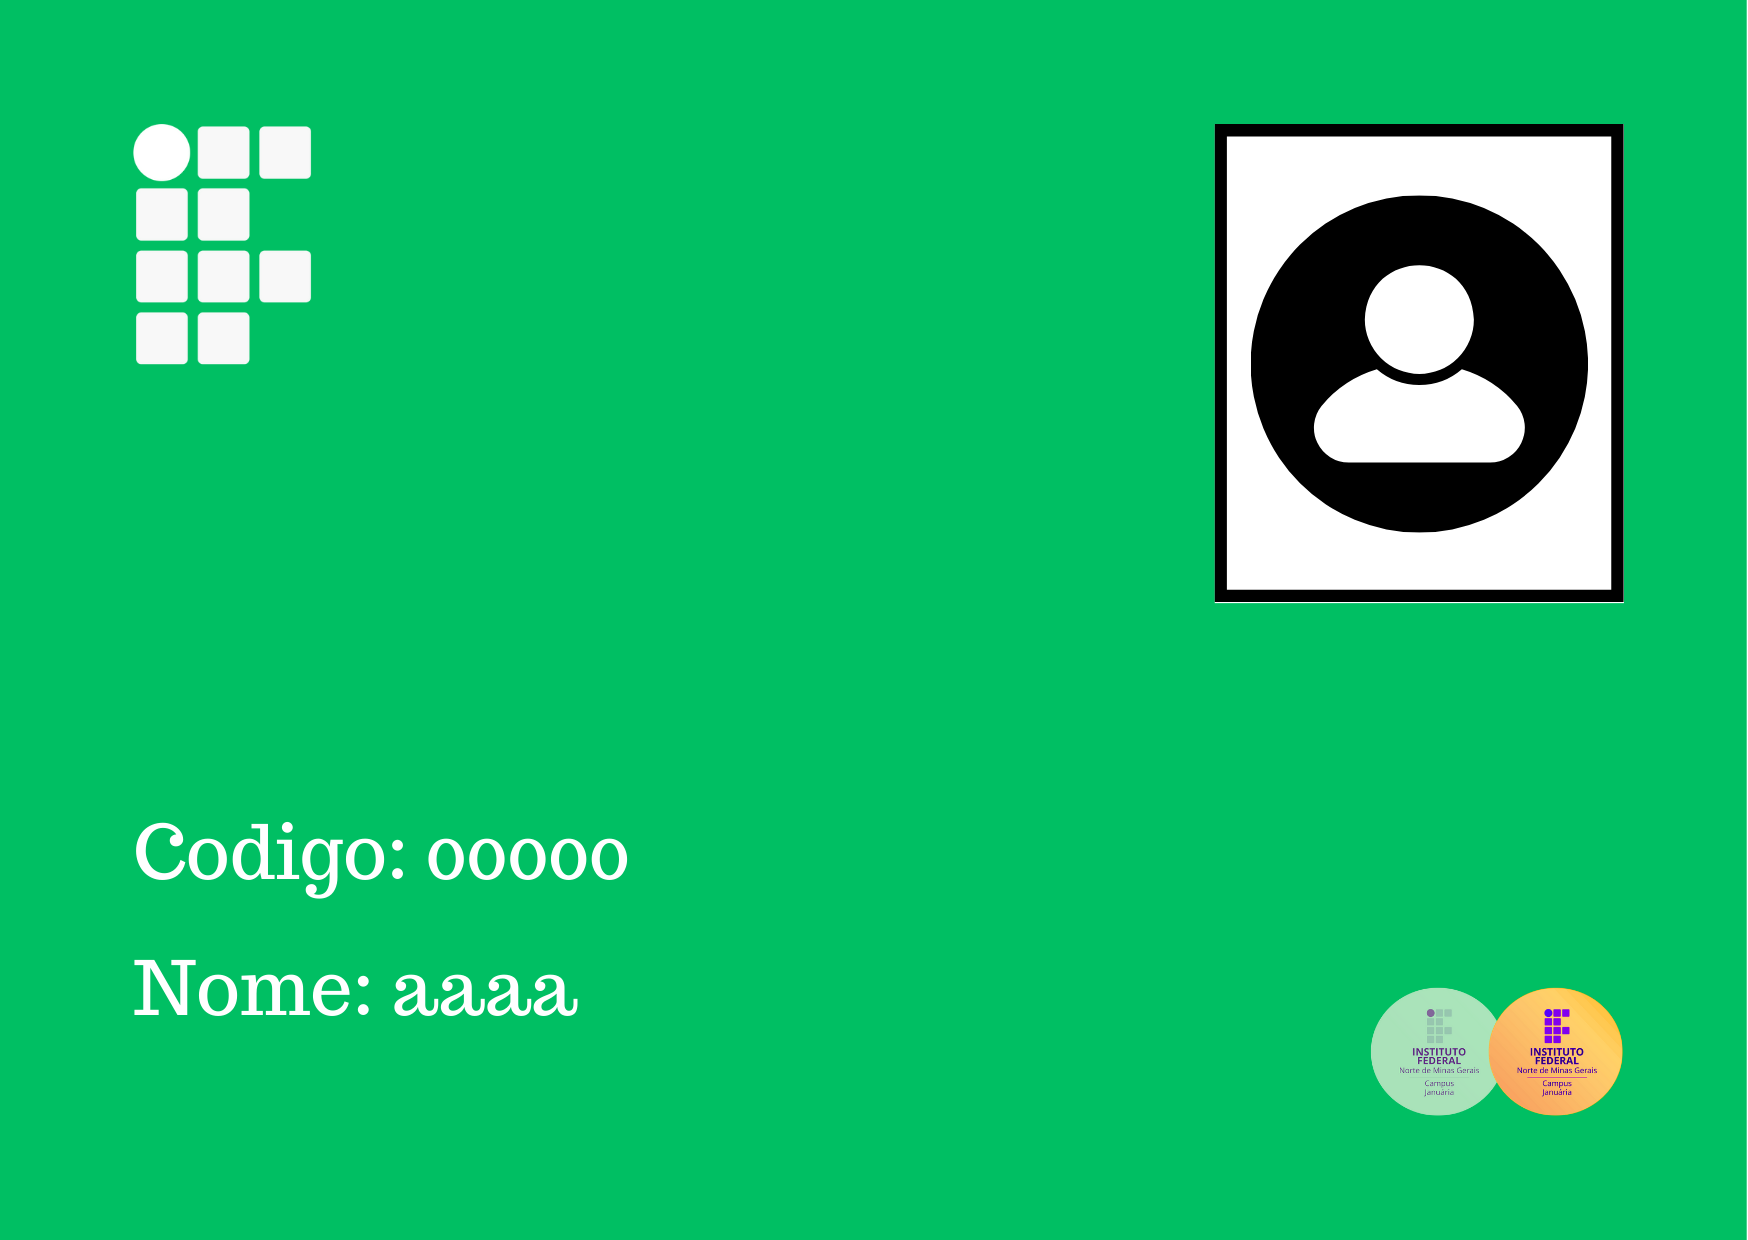 Codigo: 00000
Nome: aaaa
INSTITUTO
FEDERAL
Norte de Minas Gerais
Campus
Januária
INSTITUTO
FEDERAL
Norte de Minas Gerais
Campus
Januária